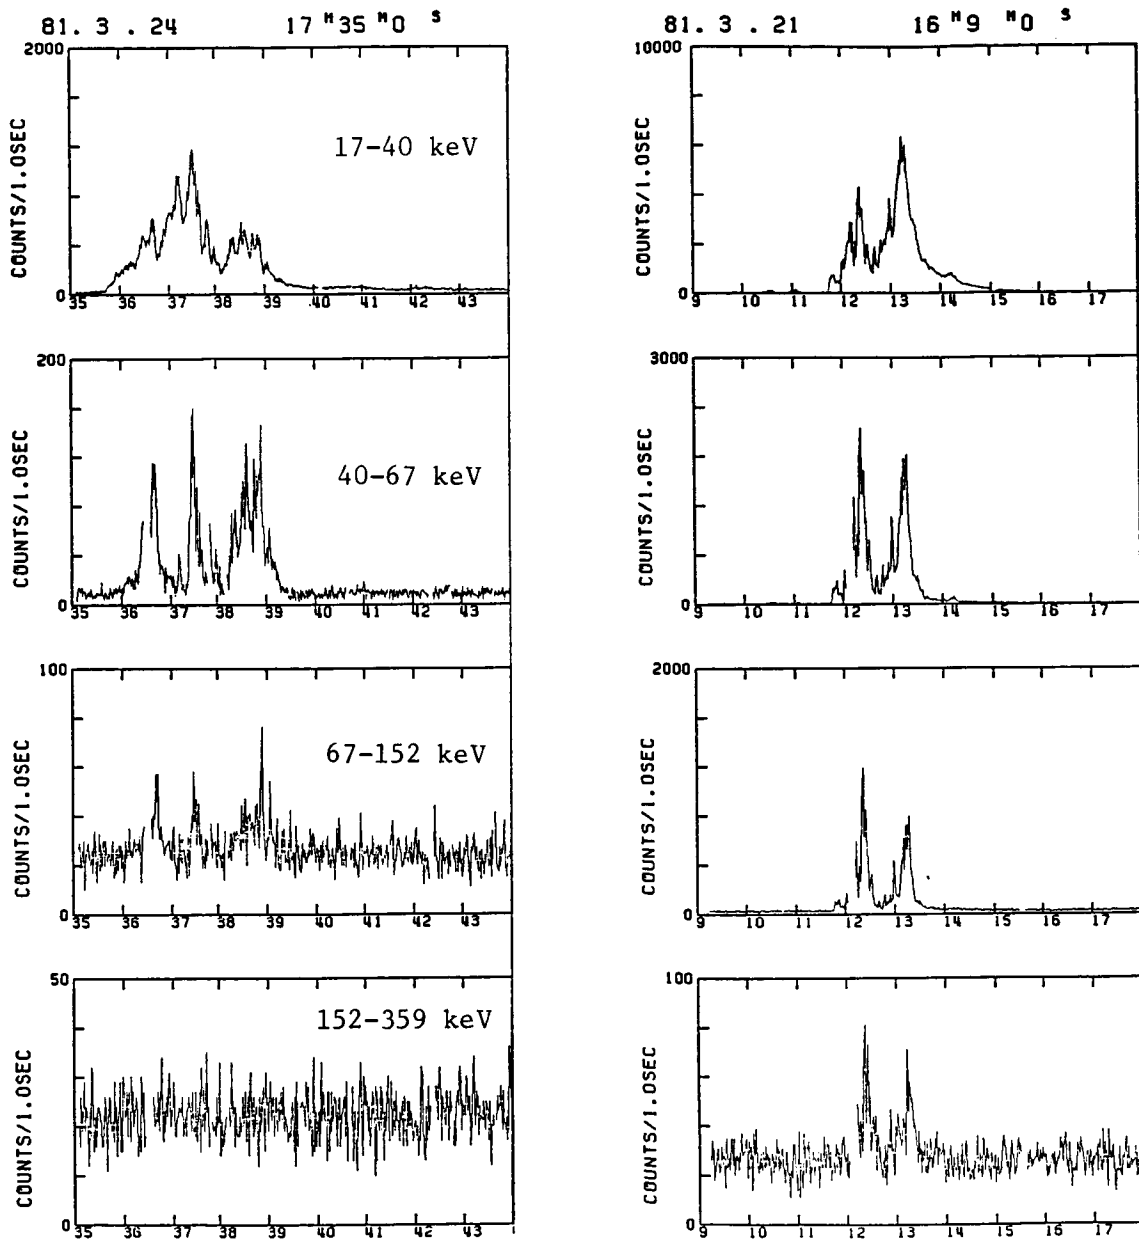 81. 3 . 24 17 H 35 M 0 S
81. 3 . 21 16 H 9 M 0 S
2000
COUNTS/1.0SEC
17-40 keV
0
35 36 37 38 39 40 41 42 43
10000
COUNTS/1.0SEC
0
9 10 11 12 13 14 15 16 17
200
COUNTS/1.0SEC
40-67 keV
0
35 36 37 38 39 40 41 42 43
3000
COUNTS/1.0SEC
0
9 10 11 12 13 14 15 16 17
100
COUNTS/1.0SEC
67-152 keV
0
35 36 37 38 39 40 41 42 43
2000
COUNTS/1.0SEC
0
9 10 11 12 13 14 15 16 17
50
COUNTS/1.0SEC
152-359 keV
0
35 36 37 38 39 40 41 42 43
100
COUNTS/1.0SEC
0
9 10 11 12 13 14 15 16 17